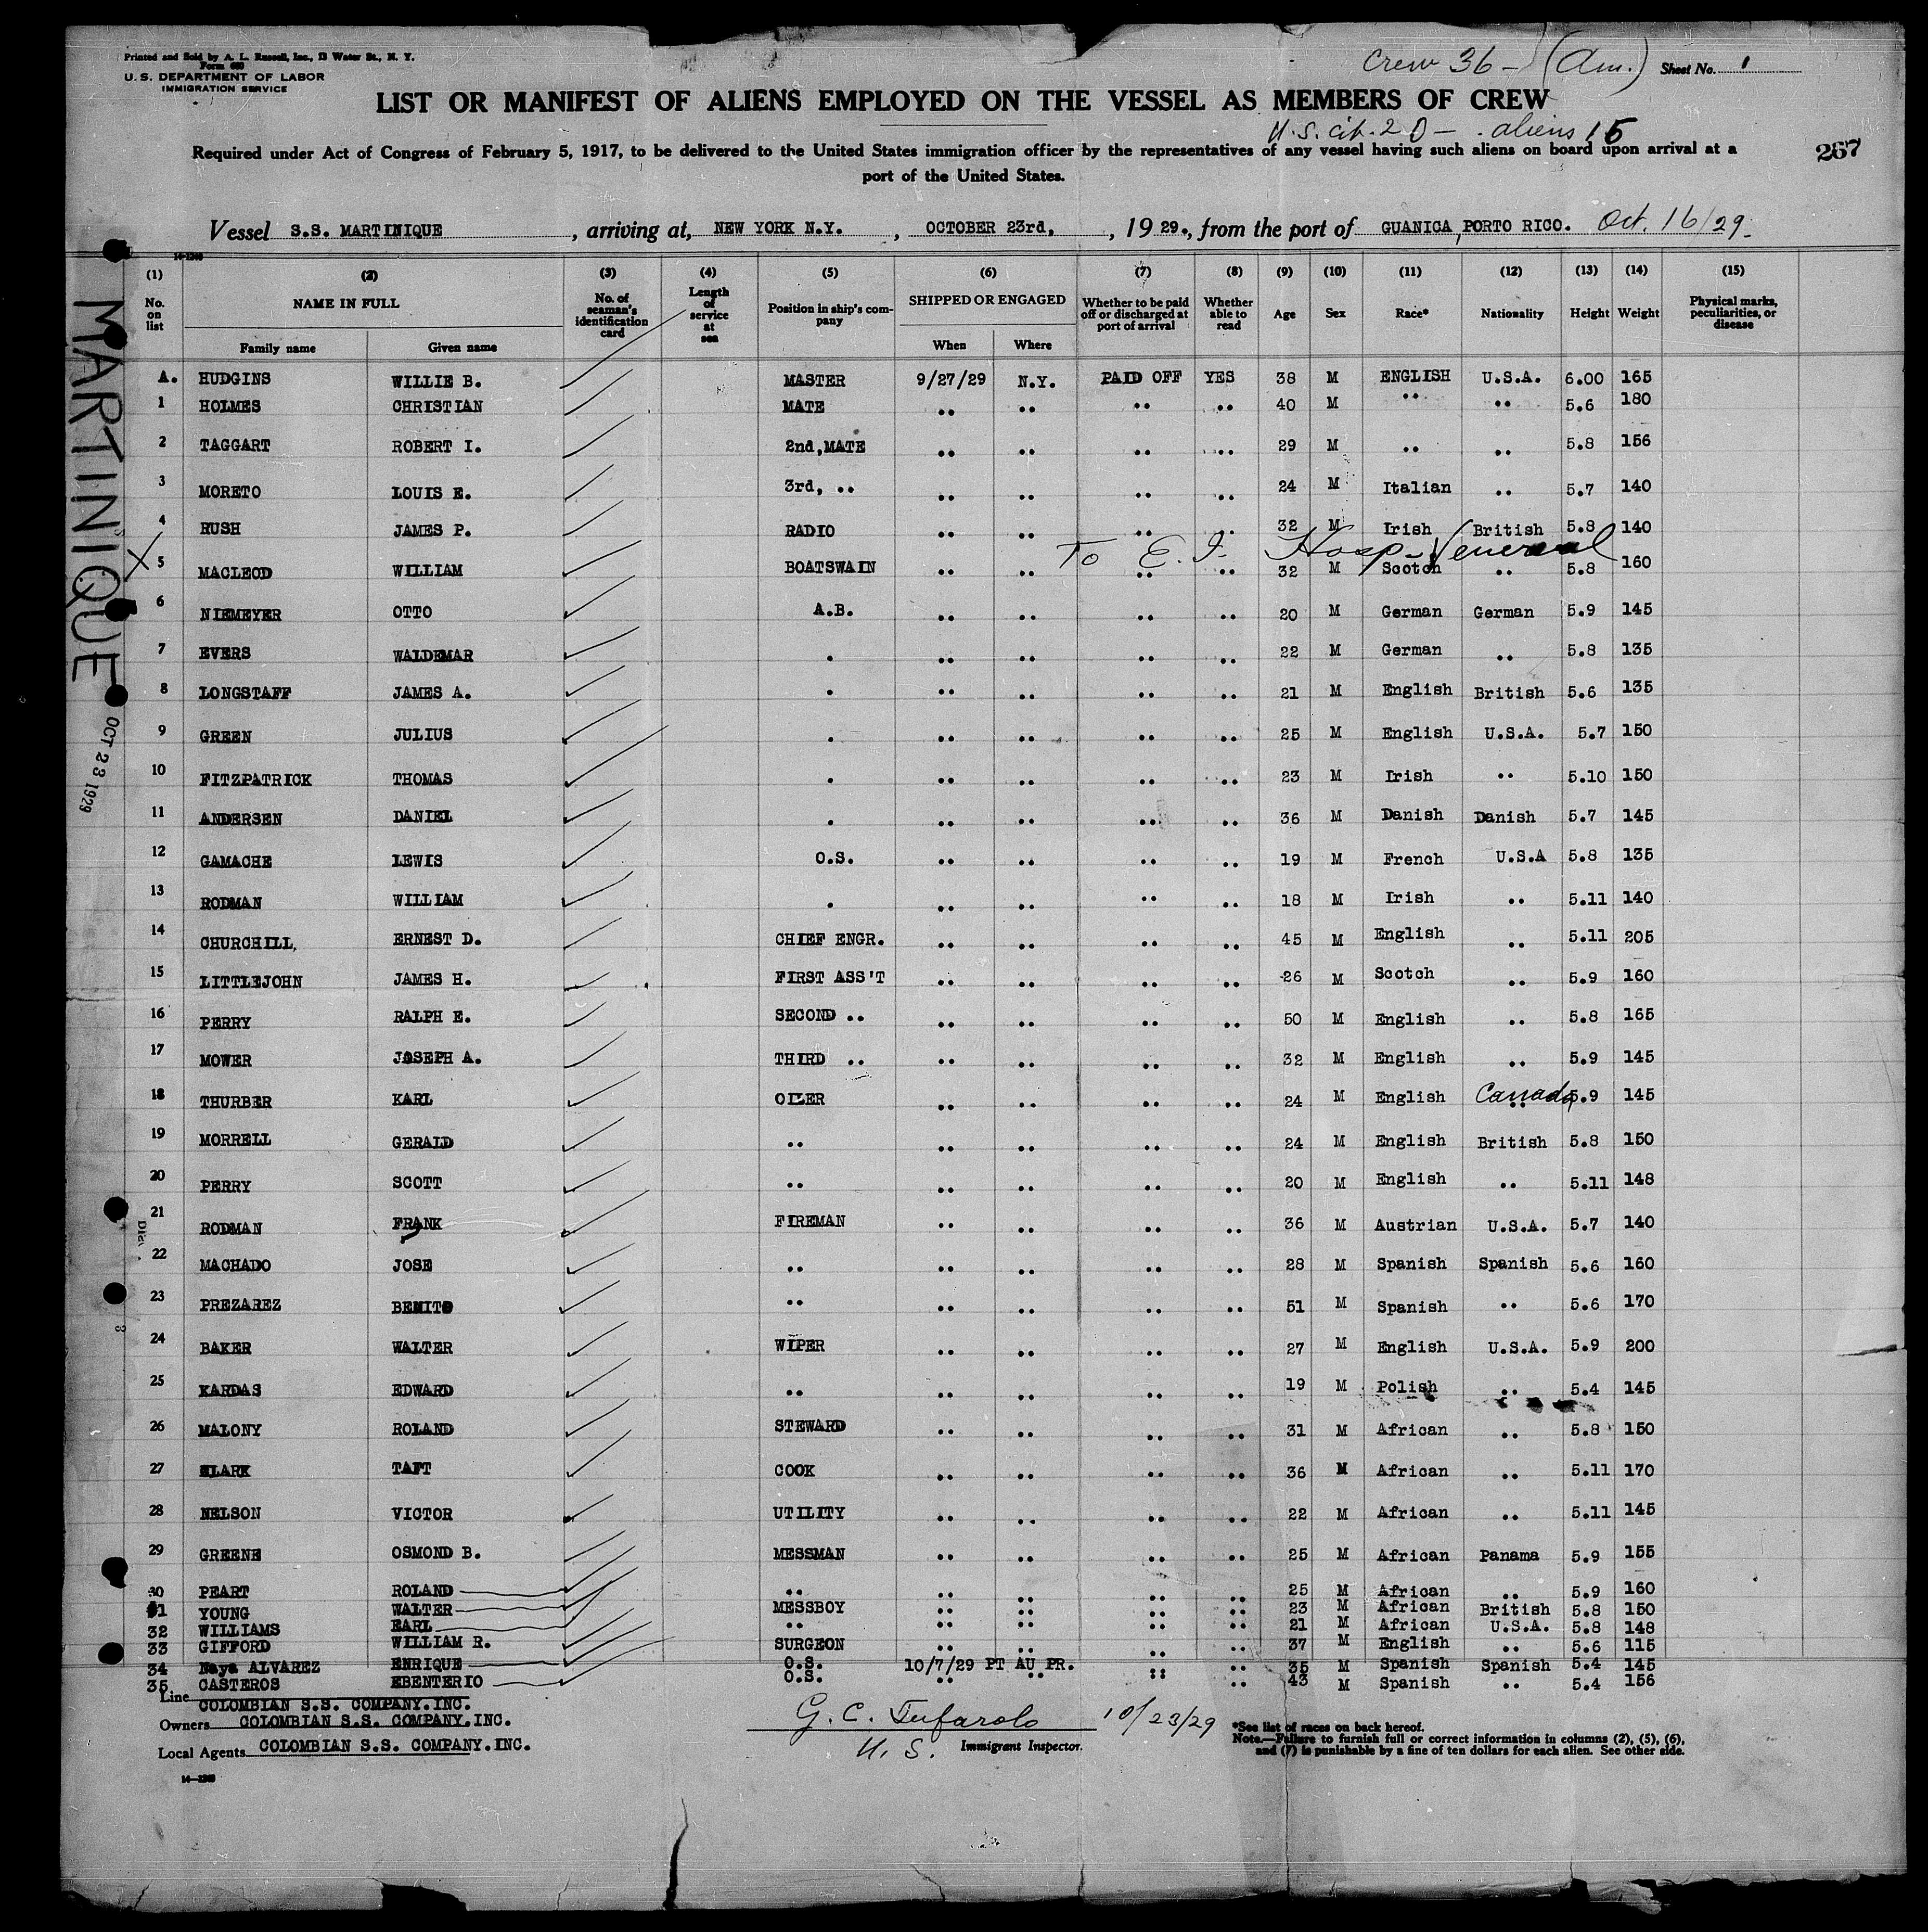 Printed and Sold by A. L. Russell, Inc., 13 Water St., N. Y.
Form 680
U. S. DEPARTMENT OF LABOR
IMMIGRATION SERVICE
Crew 36 - (Am.) Sheet No. 1
LIST OR MANIFEST OF ALIENS EMPLOYED ON THE VESSEL AS MEMBERS OF CREW
U.S. cit. 20 - aliens 15
Required under Act of Congress of February 5, 1917, to be delivered to the United States immigration officer by the representatives of any vessel having such aliens on board upon arrival at a
port of the United States.
267
Vessel S.S. MARTINIQUE, arriving at, NEW YORK N.Y., OCTOBER 23rd, , 19 29., from the port of GUANICA, PORTO RICO. Oct. 16/29.
14-1248
(1) (2) (3) (4) (5) (6) (7) (8) (9) (10) (11) (12) (13) (14) (15)
No. on list NAME IN FULL Family name Given name No. of seaman's identification card Length of service at sea Position in ship's company SHIPPED OR ENGAGED When Where Whether to be paid off or discharged at port of arrival Whether able to read Age Sex Race* Nationality Height Weight Physical marks, peculiarities, or disease
A. HUDGINS WILLIE B. MASTER 9/27/29 N.Y. PAID OFF YES 38 M ENGLISH U.S.A. 6.00 165
1 HOLMES CHRISTIAN MATE .. .. .. .. 40 M .. .. 5.6 180
2 TAGGART ROBERT I. 2nd,MATE .. .. .. .. 29 M .. .. 5.8 156
3 MORETO LOUIS E. 3rd, .. .. .. .. .. 24 M Italian .. 5.7 140
4 RUSH JAMES P. RADIO .. .. .. .. 32 M Irish British 5.8 140
To E.I. Hosp - Venereal
X 5 MACLEOD WILLIAM BOATSWAIN .. .. .. .. 32 M Scotch .. 5.8 160
6 NIEMEYER OTTO A.B. .. .. .. .. 20 M German German 5.9 145
7 EVERS WALDEMAR . .. .. .. .. 22 M German .. 5.8 135
8 LONGSTAFF JAMES A. . .. .. .. .. 21 M English British 5.6 135
9 GREEN JULIUS . .. .. .. .. 25 M English U.S.A. 5.7 150
10 FITZPATRICK THOMAS . .. .. .. .. 23 M Irish .. 5.10 150
11 ANDERSEN DANIEL . .. .. .. .. 36 M Danish Danish 5.7 145
12 GAMACHE LEWIS O.S. .. .. .. .. 19 M French U.S.A 5.8 135
13 RODMAN WILLIAM . .. .. .. .. 18 M Irish .. 5.11 140
14 CHURCHILL, ERNEST D. CHIEF ENGR. .. .. .. .. 45 M English .. 5.11 205
15 LITTLEJOHN JAMES H. FIRST ASS'T .. .. .. .. 26 M Scotch .. 5.9 160
16 PERRY RALPH E. SECOND .. .. .. .. .. 50 M English .. 5.8 165
17 MOWER JOSEPH A. THIRD .. .. .. .. .. 32 M English .. 5.9 145
18 THURBER KARL OILER .. .. .. .. 24 M English Canada .. 5.9 145
19 MORRELL GERALD .. .. .. .. .. 24 M English British 5.8 150
20 PERRY SCOTT .. .. .. .. .. 20 M English .. 5.11 148
21 RODMAN FRANK FIREMAN .. .. .. .. 36 M Austrian U.S.A. 5.7 140
22 MACHADO JOSE .. .. .. .. .. 28 M Spanish Spanish 5.6 160
23 PREZAREZ BENITO .. .. .. .. .. 51 M Spanish .. 5.6 170
24 BAKER WALTER WIPER .. .. .. .. 27 M English U.S.A. 5.9 200
25 KARDAS EDWARD .. .. .. .. .. 19 M Polish .. 5.4 145
26 MALONY ROLAND STEWARD .. .. .. .. 31 M African .. 5.8 150
27 CLARK TAFT COOK .. .. .. .. 36 M African .. 5.11 170
28 NELSON VICTOR UTILITY .. .. .. .. 22 M African .. 5.11 145
29 GREENE OSMOND B. MESSMAN .. .. .. .. 25 M African Panama 5.9 155
30 PEART ROLAND .. .. .. .. .. 25 M African .. 5.9 160
31 YOUNG WALTER MESSBOY .. .. .. .. 23 M African British 5.8 150
32 WILLIAMS EARL .. .. .. .. .. 21 M African U.S.A. 5.8 148
33 GIFFORD WILLIAM R. SURGEON .. .. .. .. 37 M English .. 5.6 115
34 Naya ALVAREZ ENRIQUE O.S. 10/7/29 PT AU PR. .. .. 35 M Spanish Spanish 5.4 145
35 CASTEROS EBENTERIO O.S. .. .. .. .. 43 M Spanish .. 5.4 156
Line COLOMBIAN S.S. COMPANY.INC.
Owners COLOMBIAN S.S. COMPANY.INC.
Local Agents COLOMBIAN S.S. COMPANY.INC.
14-1248
G. C. Tufarolo 10/23/29
U. S. Immigrant Inspector.
*See list of races on back hereof.
Note.—Failure to furnish full or correct information in columns (2), (5), (6),
and (7) is punishable by a fine of ten dollars for each alien. See other side.
MARTINIQUE
OCT 23 1929